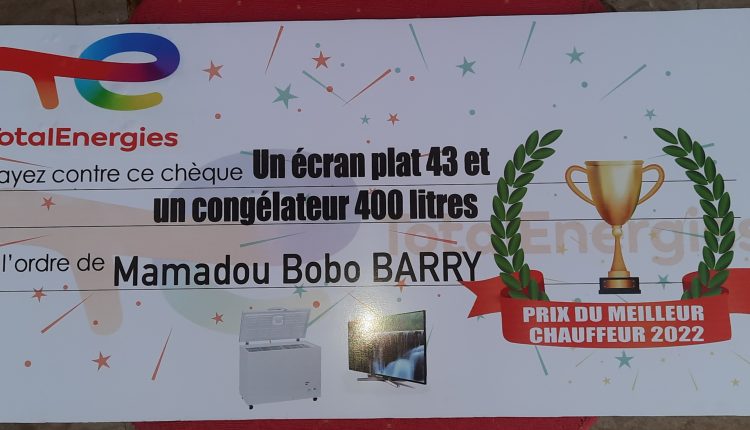 TotalEnergies
ayez contre ce chèque Un écran plat 43 et
un congélateur 400 litres
l'ordre de Mamadou Bobo BARRY
TotalEnergies
PRIX DU MEILLEUR
CHAUFFEUR 2022